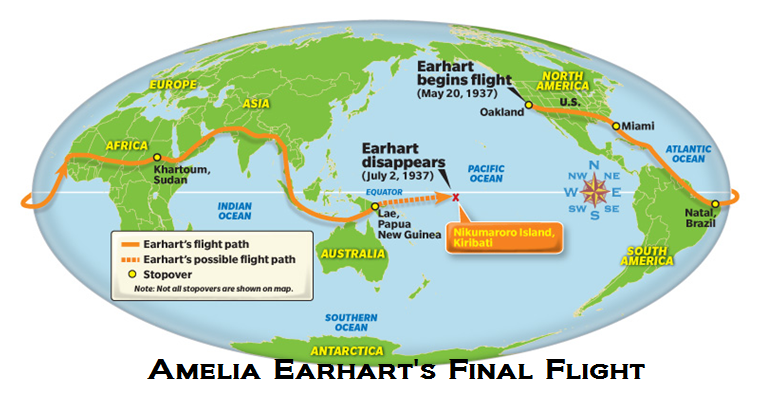 Earhart
begins flight
(May 20, 1937)
NORTH
AMERICA
EUROPE
ASIA
U.S.
Oakland
Miami
AFRICA
Earhart
disappears
(July 2, 1937)
ATLANTIC
OCEAN
Khartoum,
Sudan
PACIFIC
OCEAN
N
NW NE
W E
SW SE
S
EQUATOR
x
INDIAN
OCEAN
Lae,
Papua
New Guinea
Natal,
Brazil
Nikumaroro Island,
Kiribati
Earhart's flight path
Earhart's possible flight path
Stopover
Note: Not all stopovers are shown on map.
AUSTRALIA
SOUTH
AMERICA
SOUTHERN
OCEAN
ANTARCTICA
Amelia Earhart's Final Flight